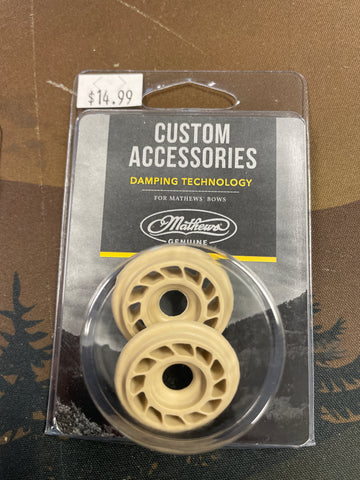 $14.99
CUSTOM
ACCESSORIES
DAMPING TECHNOLOGY
FOR MATHEWS® BOWS
Mathews
GENUINE